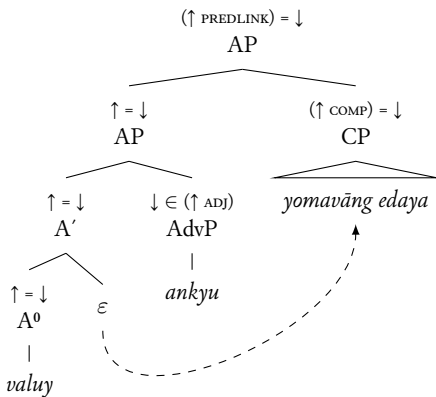 (↑ PREDLINK) = ↓
AP
↑ = ↓ (↑ COMP) = ↓
AP CP
↑ = ↓ ↓ ∈ (↑ ADJ) yomavāng edaya
A′ AdvP
↑ = ↓ ε ankyu
A⁰
valuy